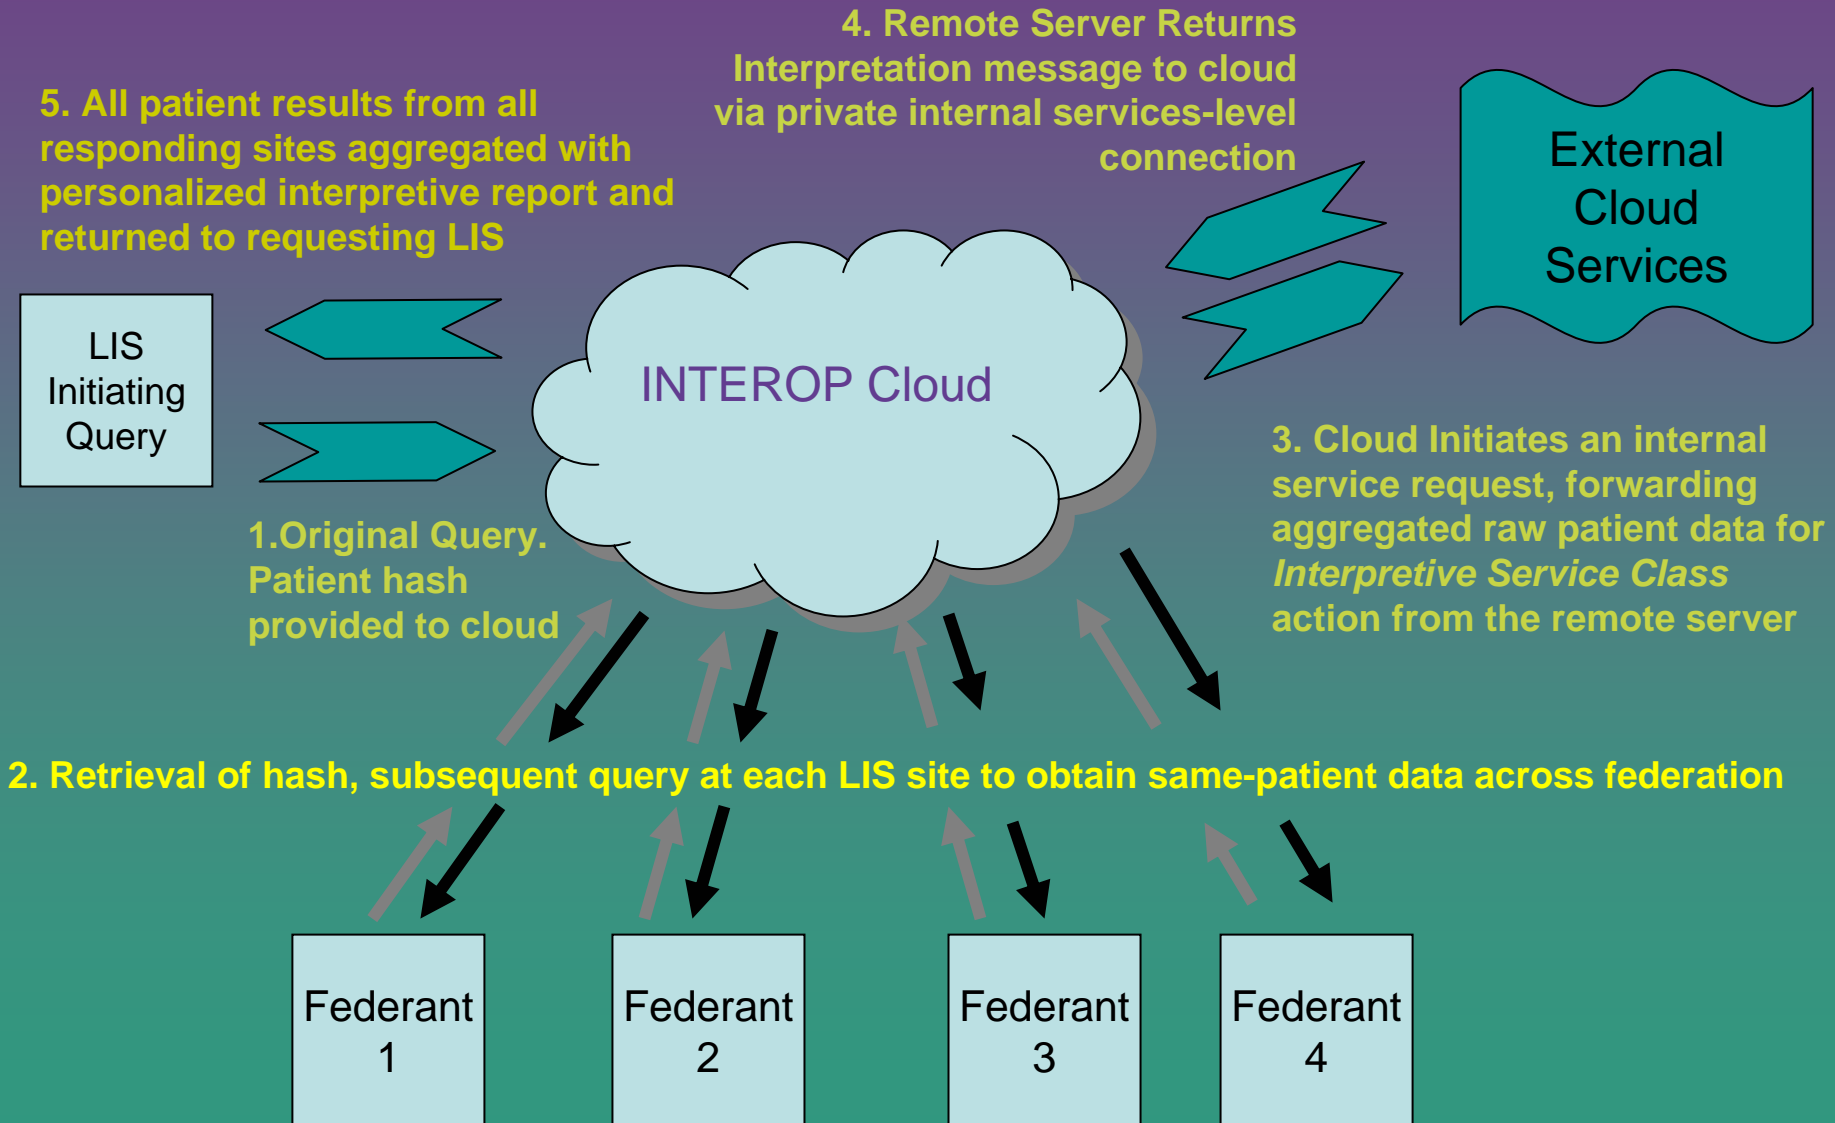 4. Remote Server Returns
Interpretation message to cloud
via private internal services-level
connection
5. All patient results from all
responding sites aggregated with
personalized interpretive report and
returned to requesting LIS
External
Cloud
Services
LIS
Initiating
Query
INTEROP Cloud
3. Cloud Initiates an internal
service request, forwarding
aggregated raw patient data for
Interpretive Service Class
action from the remote server
1.Original Query.
Patient hash
provided to cloud
2. Retrieval of hash, subsequent query at each LIS site to obtain same-patient data across federation
Federant
1
Federant
2
Federant
3
Federant
4